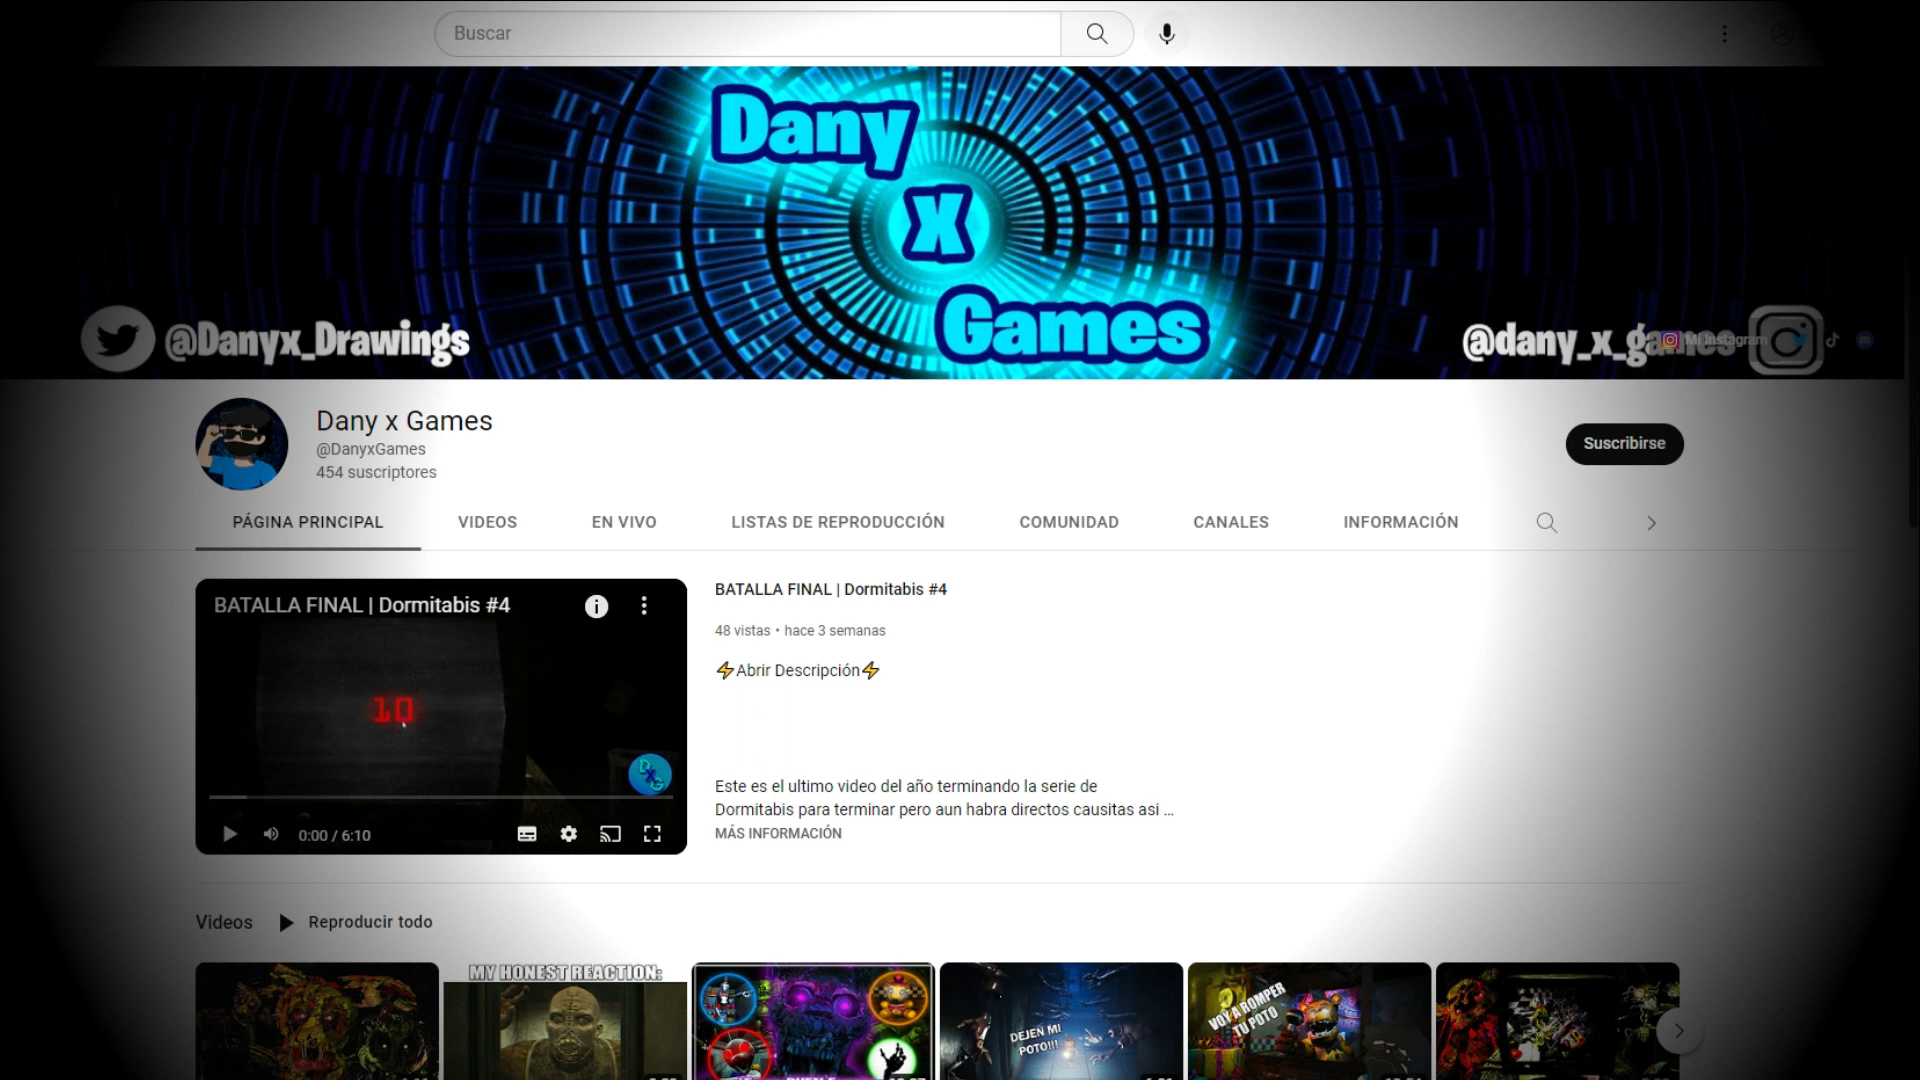 Buscar
Dany
x
Games
@Danyx_Drawings
@dany_x_games
Mi Instagram
Dany x Games
@DanyxGames
454 suscriptores
Suscribirse
PÁGINA PRINCIPAL
VIDEOS
EN VIVO
LISTAS DE REPRODUCCIÓN
COMUNIDAD
CANALES
INFORMACIÓN
BATALLA FINAL | Dormitabis #4
10
DXG
0:00 / 6:10
BATALLA FINAL | Dormitabis #4
48 vistas • hace 3 semanas
⚡Abrir Descripción⚡
Este es el ultimo video del año terminando la serie de
Dormitabis para terminar pero aun habra directos causitas asi ...
MÁS INFORMACIÓN
Videos
Reproducir todo
MY HONEST REACTION:
DEJEN MI
POTO!!!
VOY A ROMPER
TU POTO